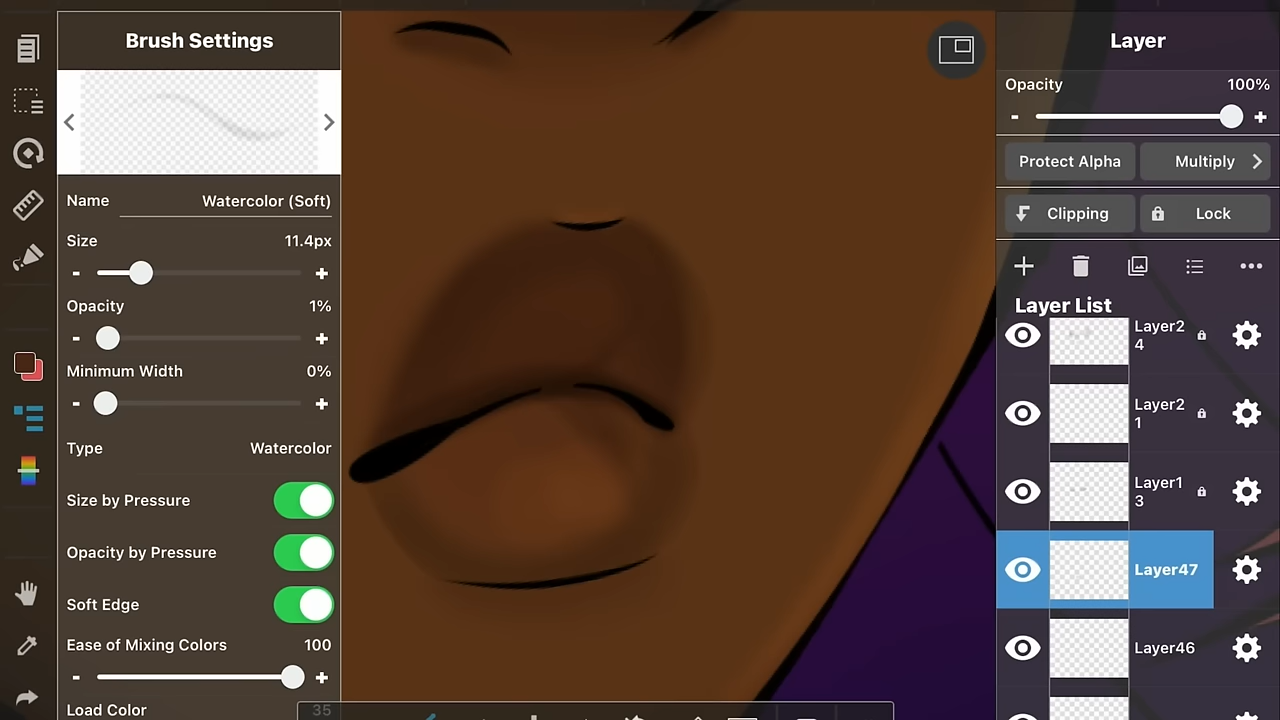 Brush Settings
Name Watercolor (Soft)
Size 11.4px
- +
Opacity 1%
- +
Minimum Width 0%
- +
Type Watercolor
Size by Pressure
Opacity by Pressure
Soft Edge
Ease of Mixing Colors 100
- +
Load Color 35
Layer
Opacity 100%
- +
Protect Alpha Multiply
Clipping Lock
Layer List
Layer2
4
Layer2
1
Layer1
3
Layer47
Layer46